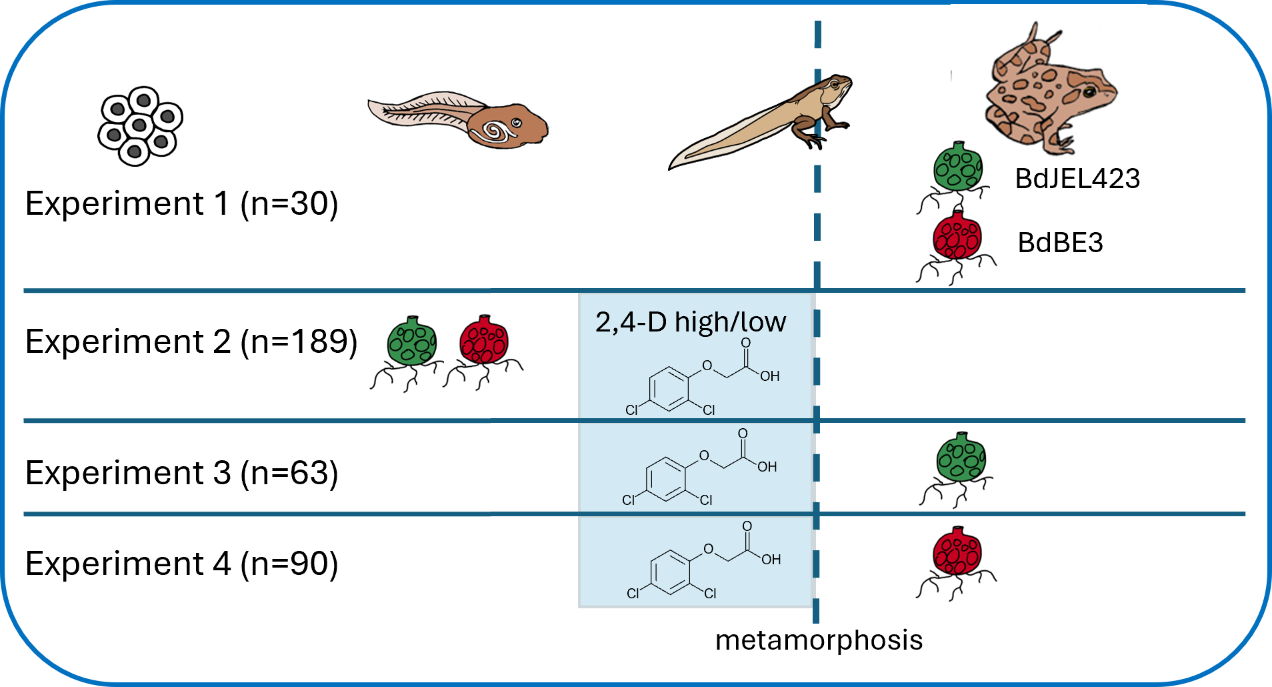 Experiment 1 (n=30)
BdJEL423
BdBE3
Experiment 2 (n=189)
2,4-D high/low
O
O
OH
Cl
Cl
Experiment 3 (n=63)
O
O
OH
Cl
Cl
Experiment 4 (n=90)
O
O
OH
Cl
Cl
metamorphosis